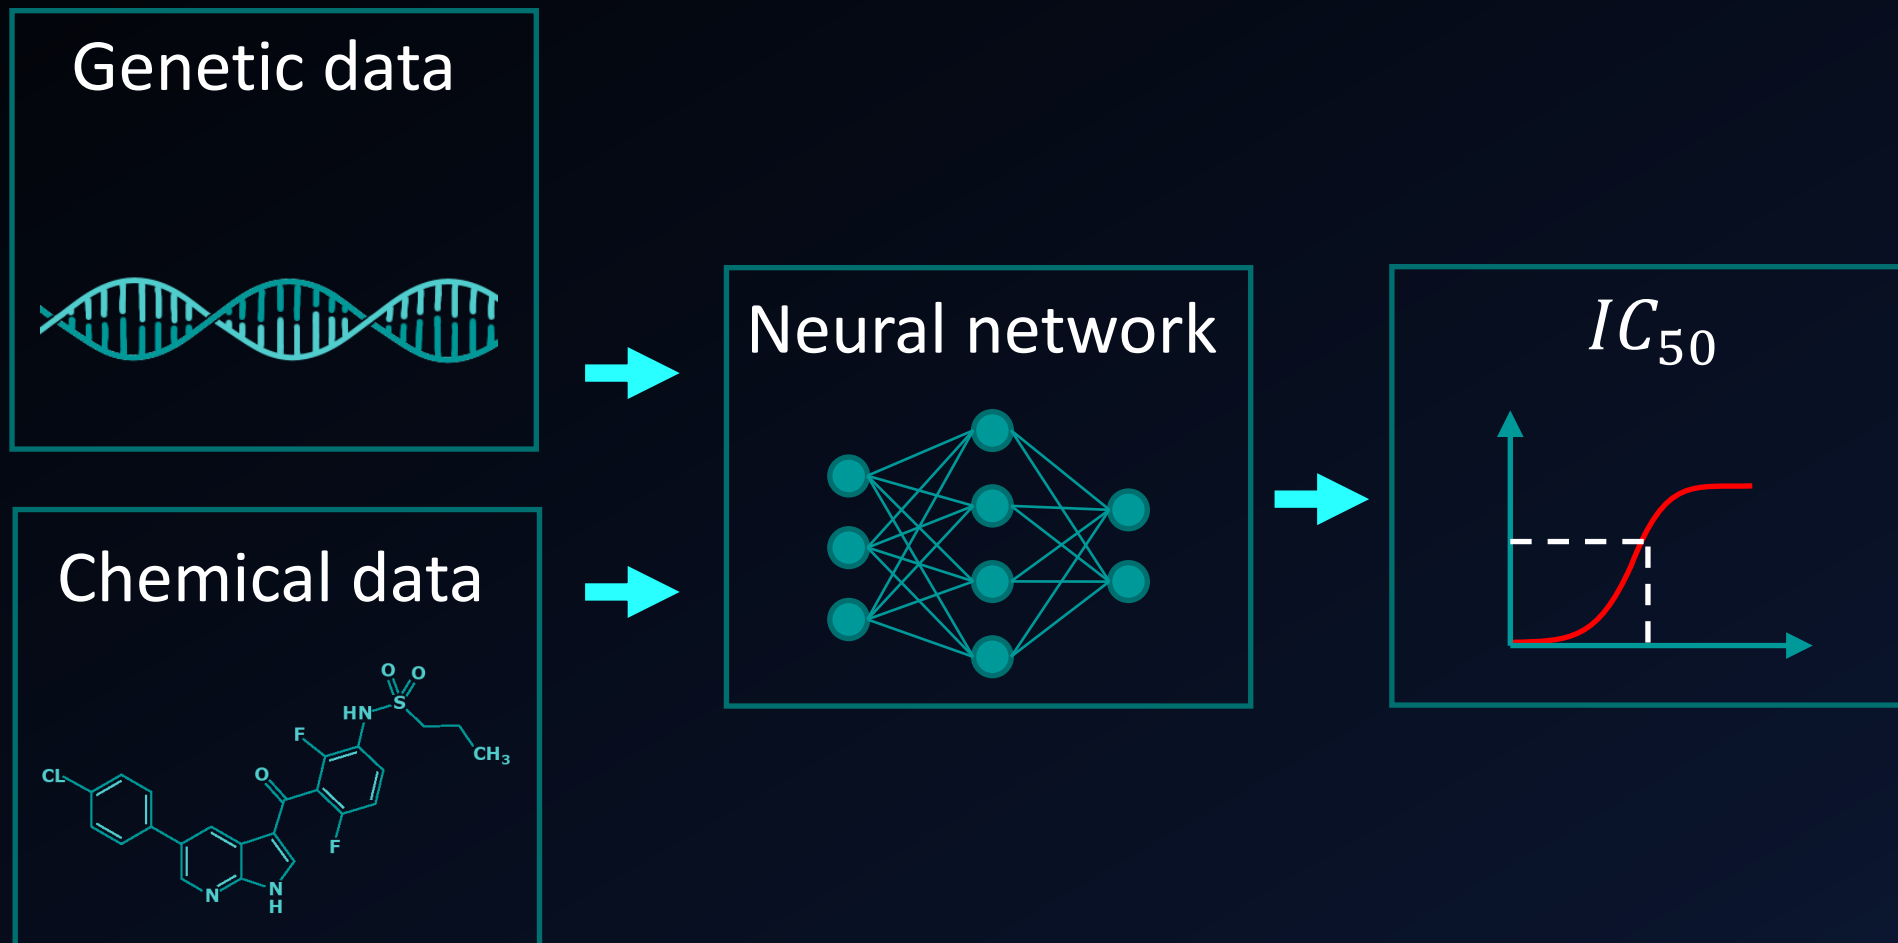 Genetic data
Neural network
IC50
Chemical data
O O
HN S
F
CH3
CL
O
F
N
N
H